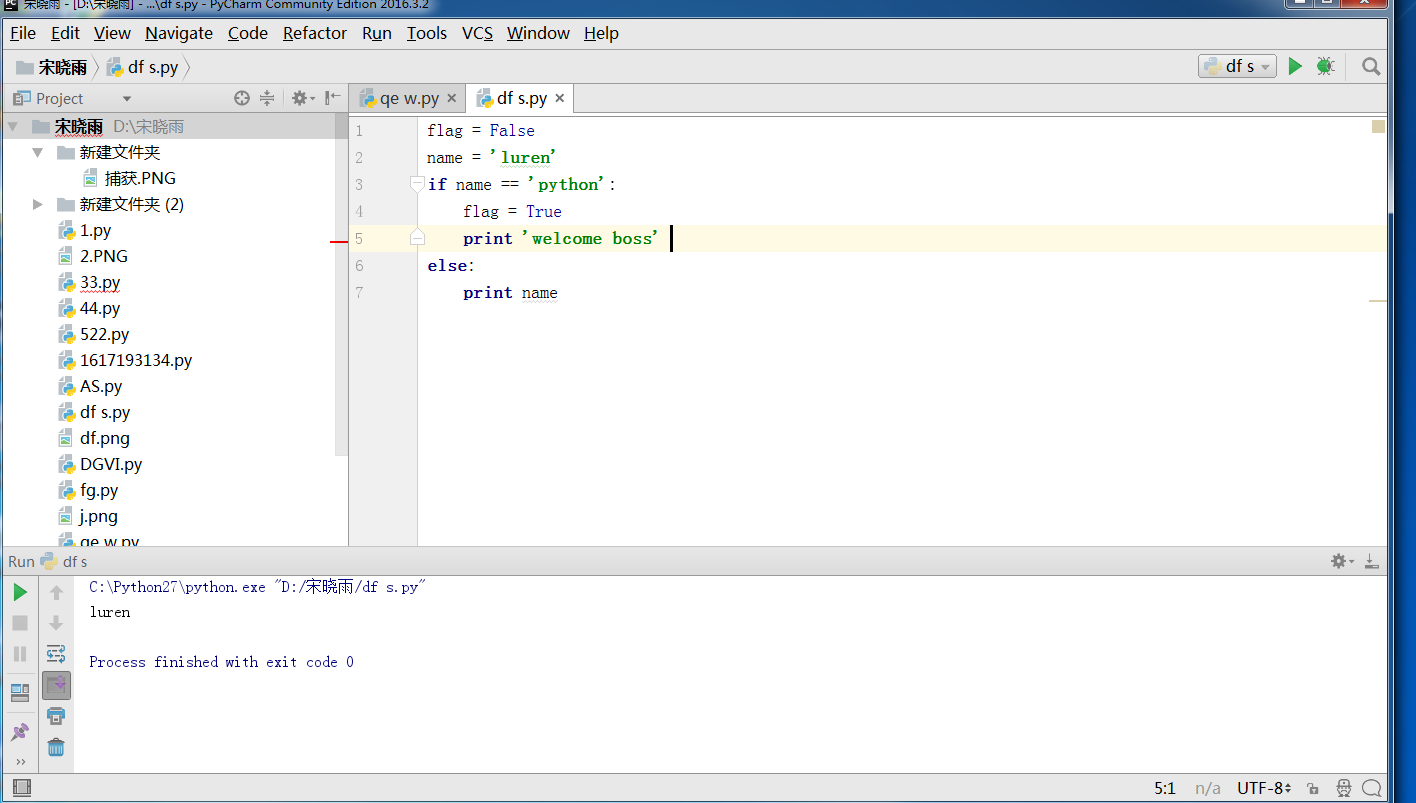 宋晓雨 - [D:\宋晓雨] - ...\df s.py - PyCharm Community Edition 2016.3.2
File Edit View Navigate Code Refactor Run Tools VCS Window Help
宋晓雨 df s.py df s
Project
qe w.py df s.py
宋晓雨 D:\宋晓雨
新建文件夹
捕获.PNG
新建文件夹 (2)
1.py
2.PNG
33.py
44.py
522.py
1617193134.py
AS.py
df s.py
df.png
DGVI.py
fg.py
j.png
qe w.py
1 flag = False
2 name = 'luren'
3 if name == 'python':
4 flag = True
5 print 'welcome boss'
6 else:
7 print name
Run df s
C:\Python27\python.exe "D:/宋晓雨/df s.py"
luren
Process finished with exit code 0
5:1 n/a UTF-8